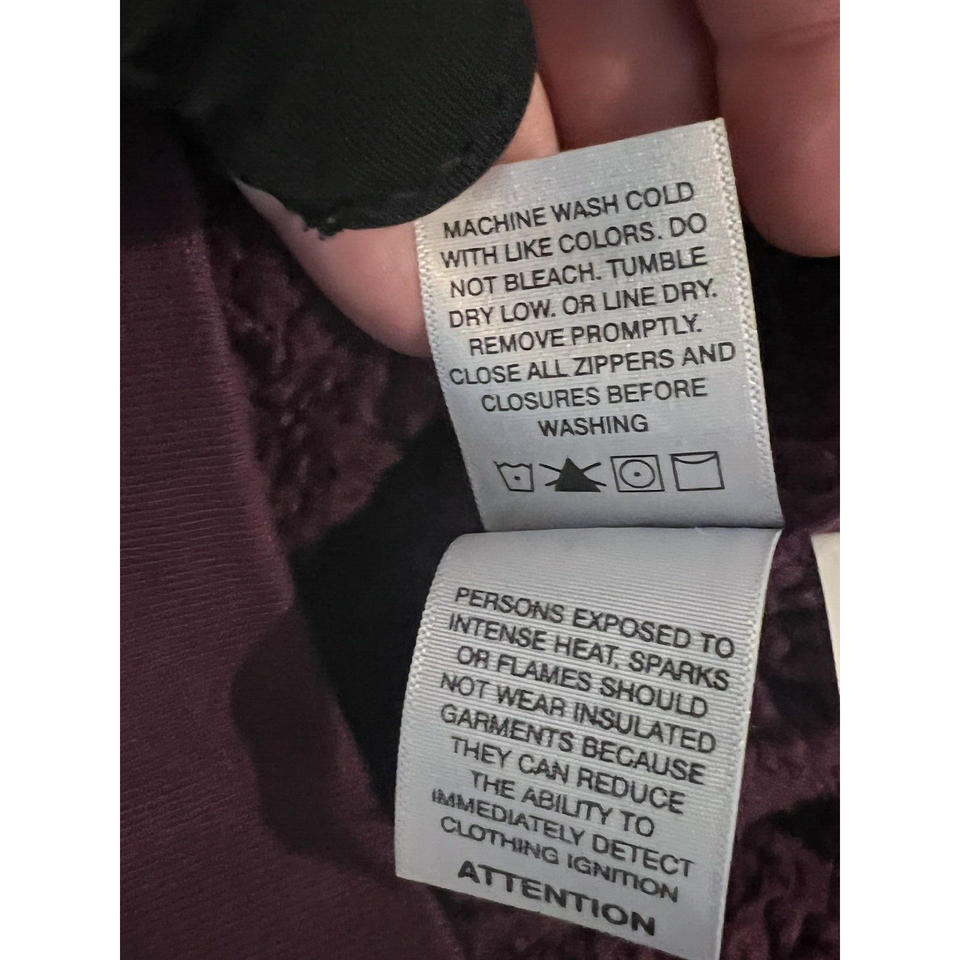 MACHINE WASH COLD
WITH LIKE COLORS. DO
NOT BLEACH. TUMBLE
DRY LOW. OR LINE DRY.
REMOVE PROMPTLY.
CLOSE ALL ZIPPERS AND
CLOSURES BEFORE
WASHING
PERSONS EXPOSED TO
INTENSE HEAT, SPARKS
OR FLAMES SHOULD
NOT WEAR INSULATED
GARMENTS BECAUSE
THEY CAN REDUCE
THE ABILITY TO
IMMEDIATELY DETECT
CLOTHING IGNITION
ATTENTION